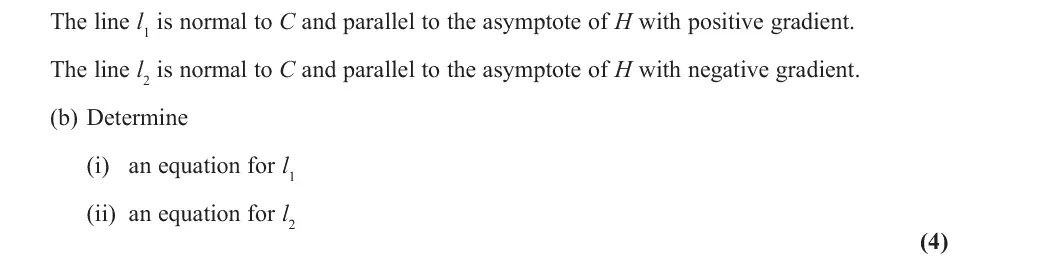 The line l₁ is normal to C and parallel to the asymptote of H with positive gradient.
The line l₂ is normal to C and parallel to the asymptote of H with negative gradient.
(b) Determine
(i) an equation for l₁
(ii) an equation for l₂
(4)